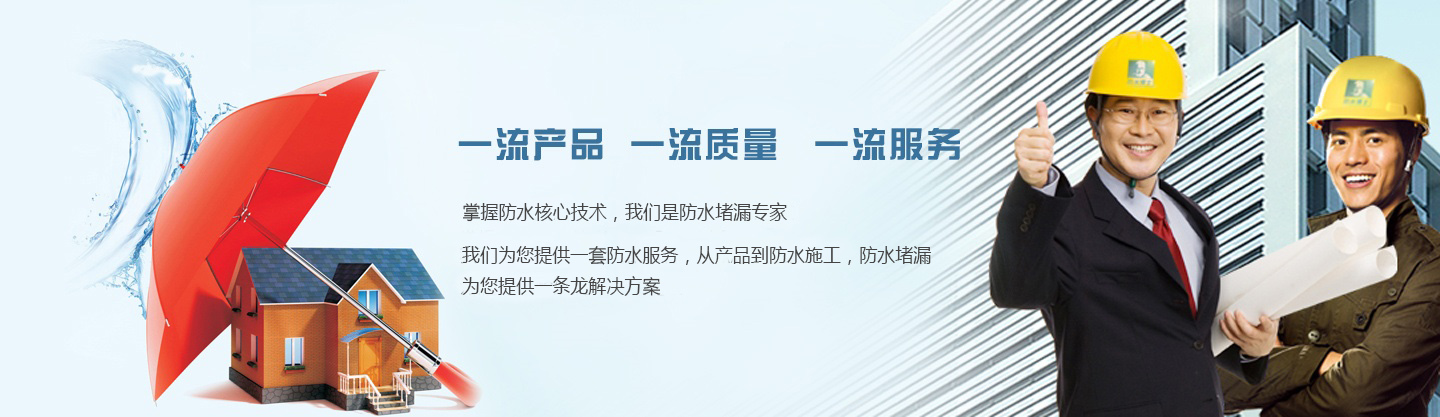 一流产品 一流质量 一流服务
掌握防水核心技术，我们是防水堵漏专家
我们为您提供一套防水服务，从产品到防水施工，防水堵漏
为您提供一条龙解决方案